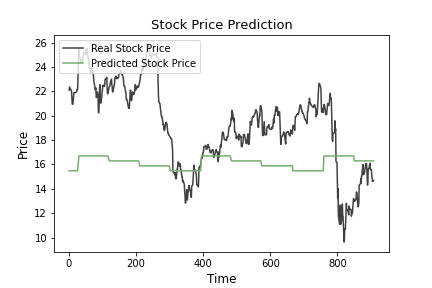 Stock Price Prediction
Real Stock Price
Predicted Stock Price
Price
26
24
22
20
18
16
14
12
10
0 200 400 600 800
Time